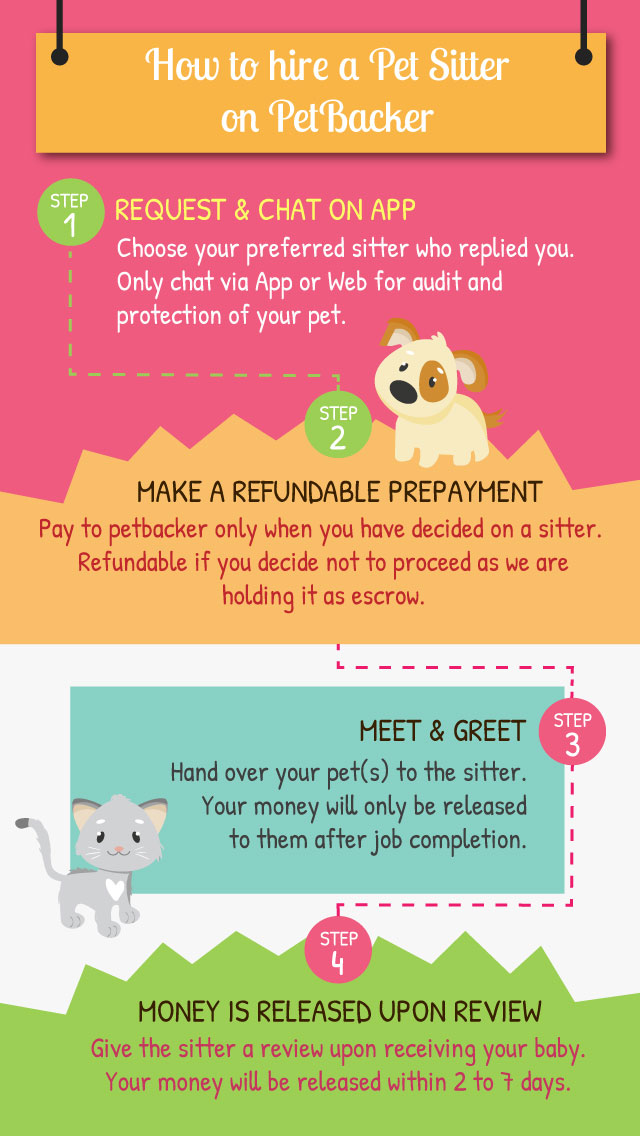 How to hire a Pet Sitter
on PetBacker
STEP
1
REQUEST & CHAT ON APP
Choose your preferred sitter who replied you.
Only chat via App or Web for audit and
protection of your pet.
STEP
2
MAKE A REFUNDABLE PREPAYMENT
Pay to petbacker only when you have decided on a sitter.
Refundable if you decide not to proceed as we are
holding it as escrow.
STEP
3
MEET & GREET
Hand over your pet(s) to the sitter.
Your money will only be released
to them after job completion.
STEP
4
MONEY IS RELEASED UPON REVIEW
Give the sitter a review upon receiving your baby.
Your money will be released within 2 to 7 days.